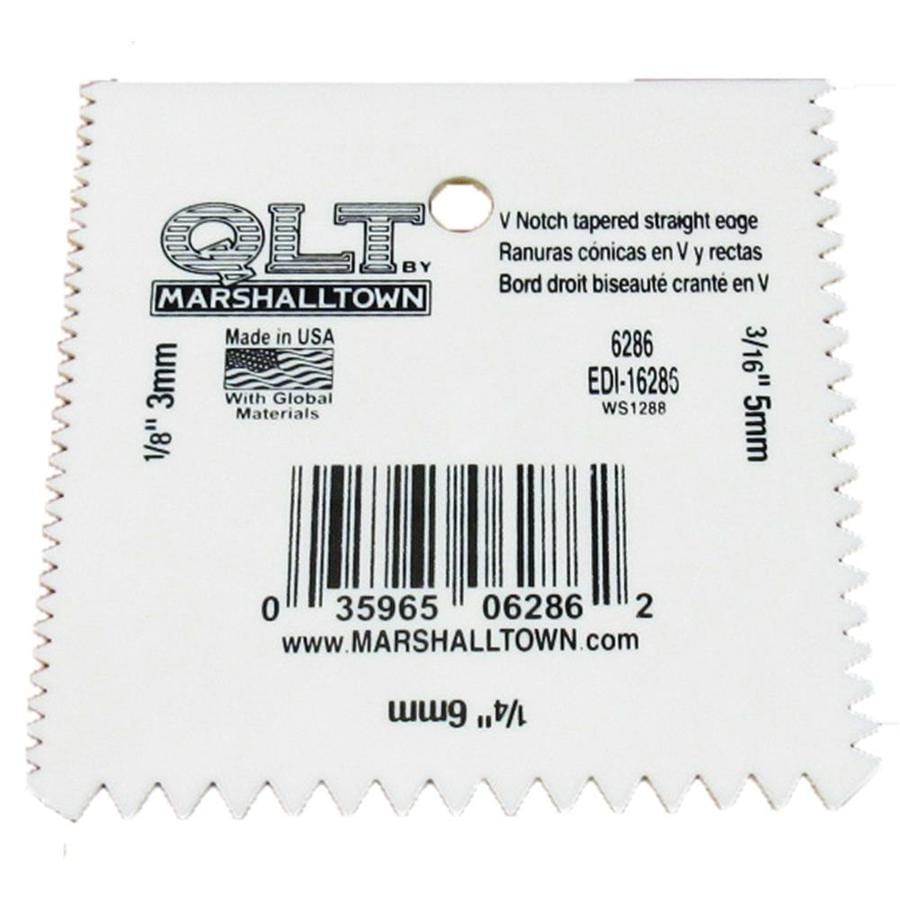 QLT BY
MARSHALLTOWN
Made in USA
With Global
Materials
V Notch tapered straight edge
Ranuras cónicas en V y rectas
Bord droit biseauté cranté en V
6286
EDI-16286
WS1288
1/8" 3mm
3/16" 5mm
0 35965 06286 2
www.MARSHALLTOWN.com
1/4" 6mm